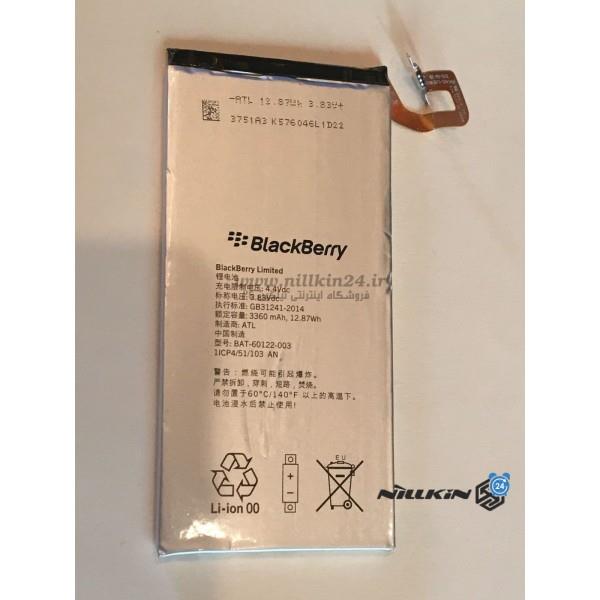 -ATL 12.87Wh 3.83V+
3751A3 K576046L1D22
BlackBerry
BlackBerry Limited
www.nillkin24.ir
锂电池
充电限制电压: 4.4Vdc
فروشگاه اینترنتی
标称电压: 3.83Vdc
执行标准: GB31241-2014
额定容量: 3360 mAh, 12.87Wh
制造商: ATL
中国制造
型号: BAT-60122-003
1ICP4/51/103 AN
警告: 燃烧可能引起爆炸。
严禁拆卸, 穿刺, 短路, 焚烧。
请勿置于60°C/140°F 以上的高温下。
电池浸水后禁止使用。
EU
Li-ion 00
NILLKIN 24